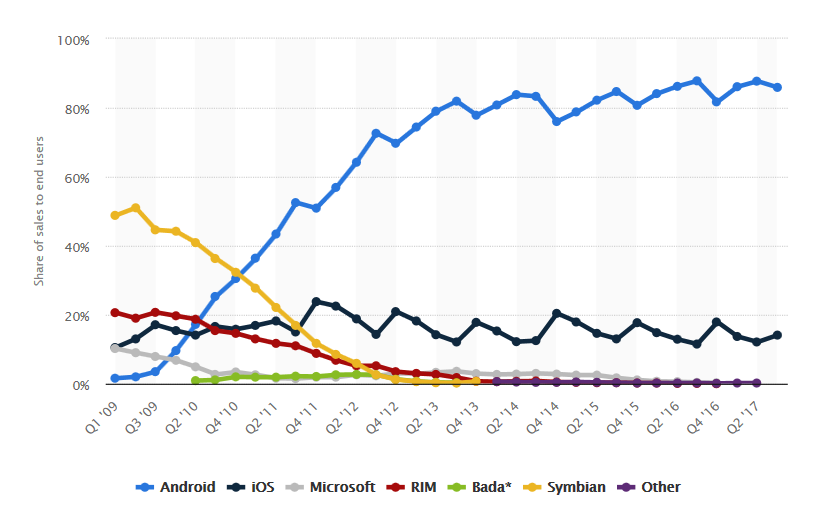 100%
80%
60%
40%
20%
0%
Share of sales to end users
Q1 '09
Q3 '09
Q2 '10
Q4 '10
Q2 '11
Q4 '11
Q2 '12
Q4 '12
Q2 '13
Q4 '13
Q2 '14
Q4 '14
Q2 '15
Q4 '15
Q2 '16
Q4 '16
Q2 '17
Android iOS Microsoft RIM Bada* Symbian Other